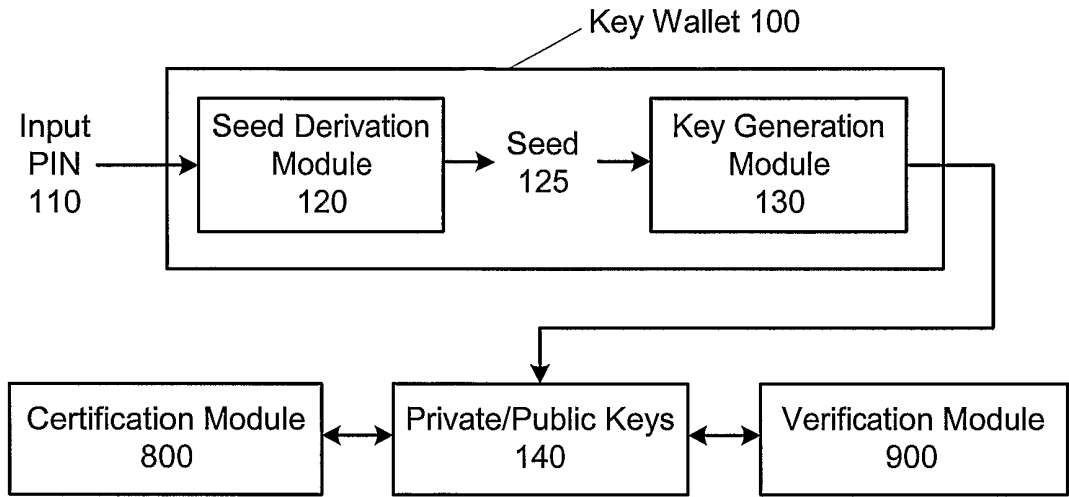 Key Wallet 100
Input
PIN
110
Seed Derivation
Module
120
Seed
125
Key Generation
Module
130
Certification Module
800
Private/Public Keys
140
Verification Module
900